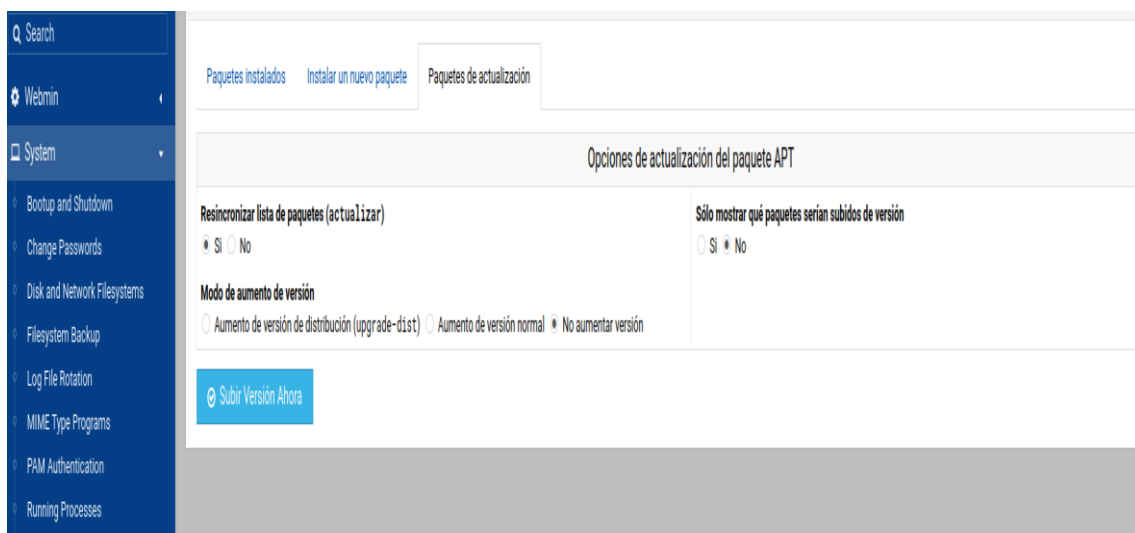 Search
Webmin
System
Bootup and Shutdown
Change Passwords
Disk and Network Filesystems
Filesystem Backup
Log File Rotation
MIME Type Programs
PAM Authentication
Running Processes
Paquetes instalados Instalar un nuevo paquete Paquetes de actualización
Opciones de actualización del paquete APT
Resincronizar lista de paquetes (actualizar)
Si No
Sólo mostrar qué paquetes serían subidos de versión
Si No
Modo de aumento de versión
Aumento de versión de distribución (upgrade-dist) Aumento de versión normal No aumentar versión
Subir Versión Ahora